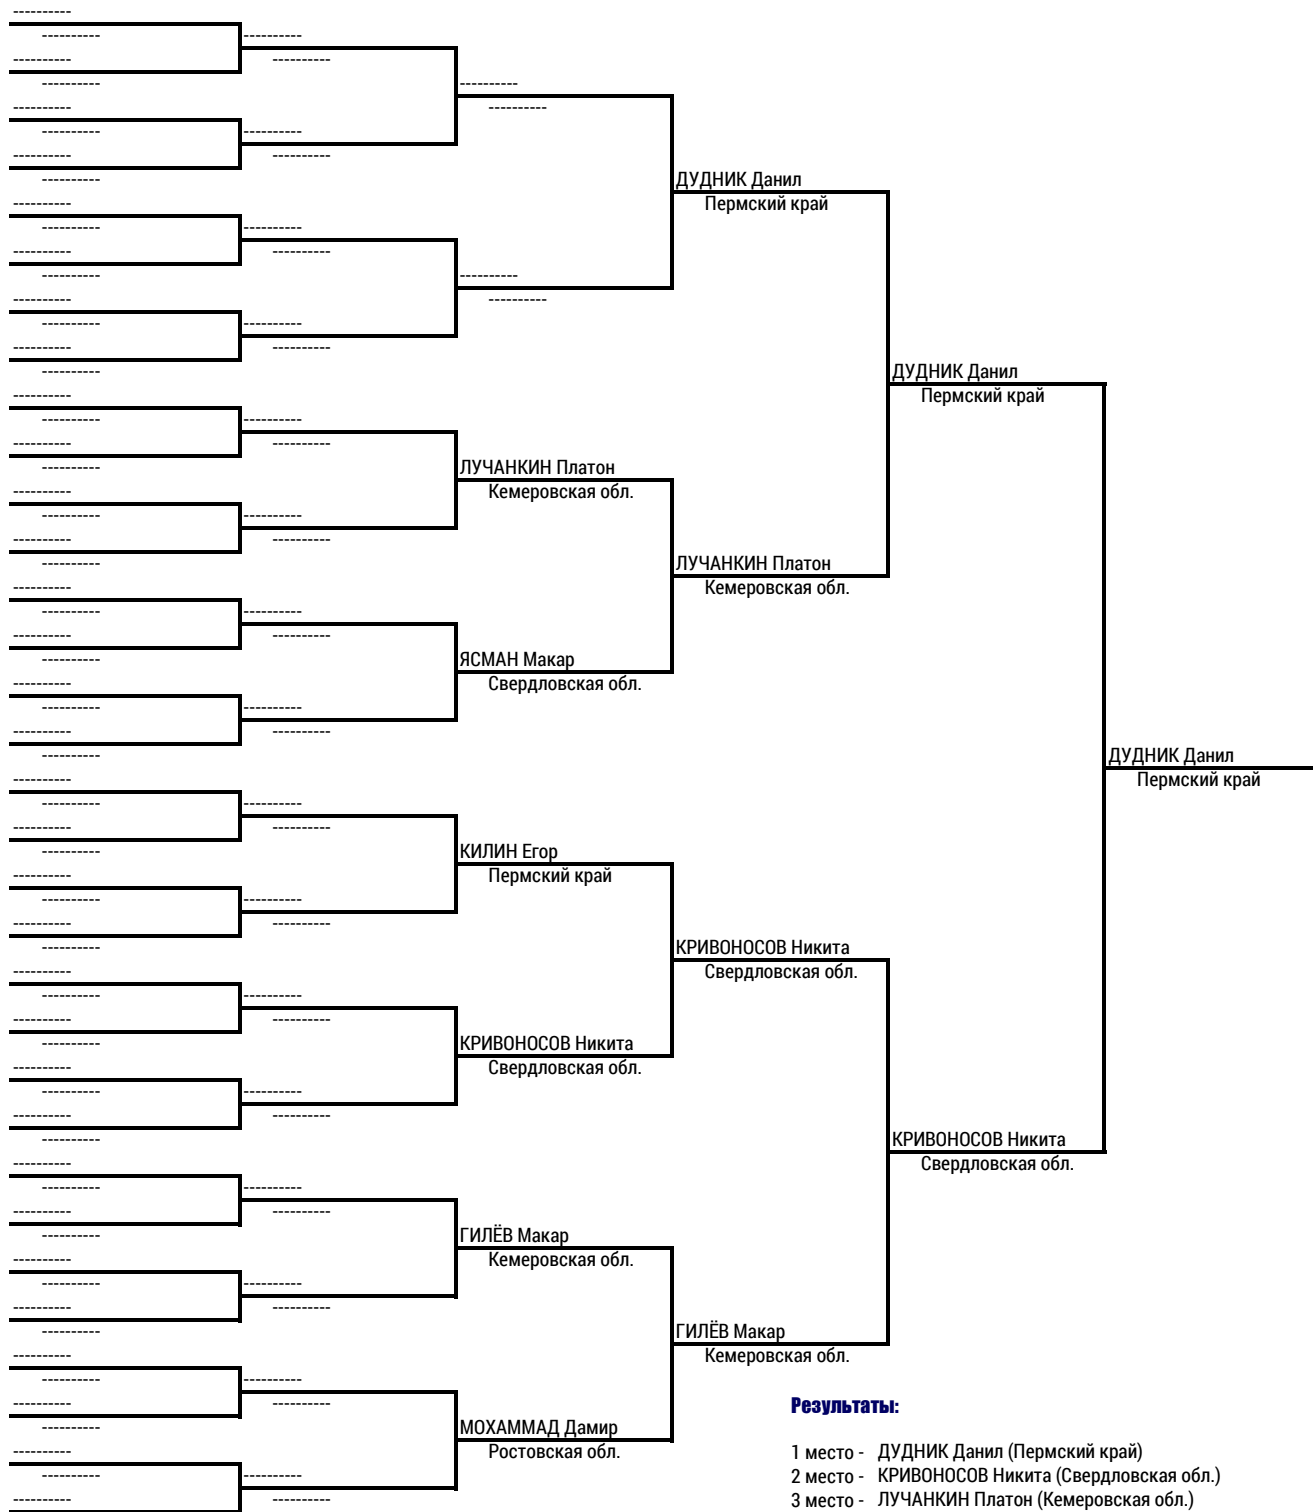 ДУДНИК Данил
Пермский край
ДУДНИК Данил
Пермский край
ЛУЧАНКИН Платон
Кемеровская обл.
ЛУЧАНКИН Платон
Кемеровская обл.
ЯСМАН Макар
Свердловская обл.
ДУДНИК Данил
Пермский край
КИЛИН Егор
Пермский край
КРИВОНОСОВ Никита
Свердловская обл.
КРИВОНОСОВ Никита
Свердловская обл.
КРИВОНОСОВ Никита
Свердловская обл.
ГИЛЁВ Макар
Кемеровская обл.
ГИЛЁВ Макар
Кемеровская обл.
МОХАММАД Дамир
Ростовская обл.
Результаты:
1 место - ДУДНИК Данил (Пермский край)
2 место - КРИВОНОСОВ Никита (Свердловская обл.)
3 место - ЛУЧАНКИН Платон (Кемеровская обл.)